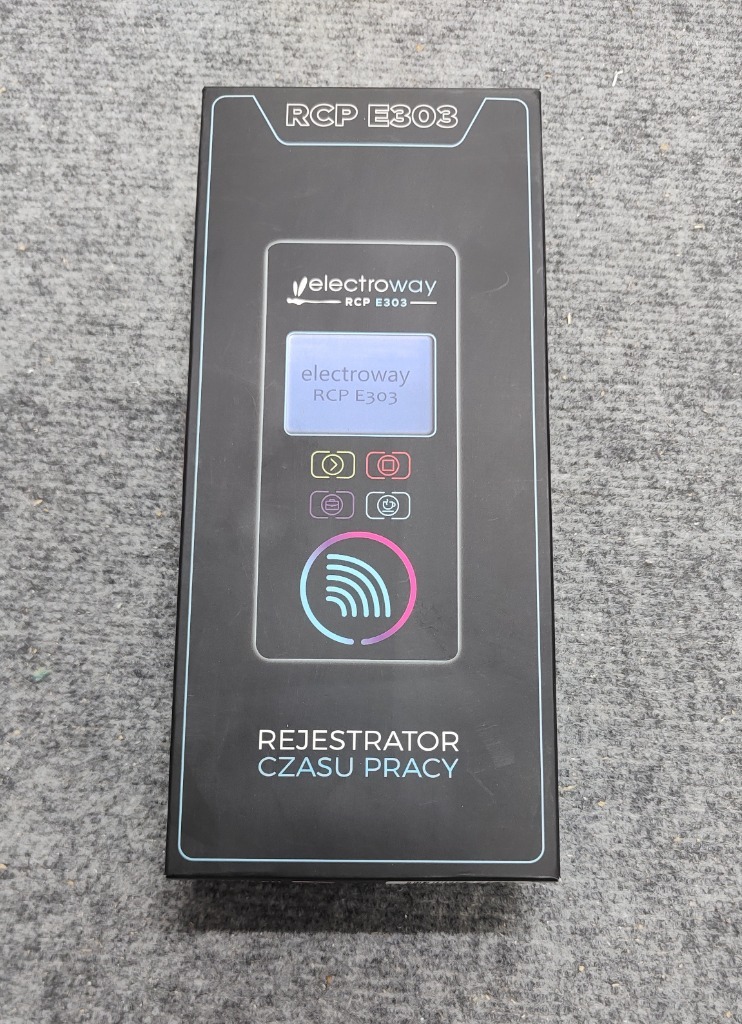 RCP E303
electroway
RCP E303
electroway
RCP E303
REJESTRATOR
CZASU PRACY